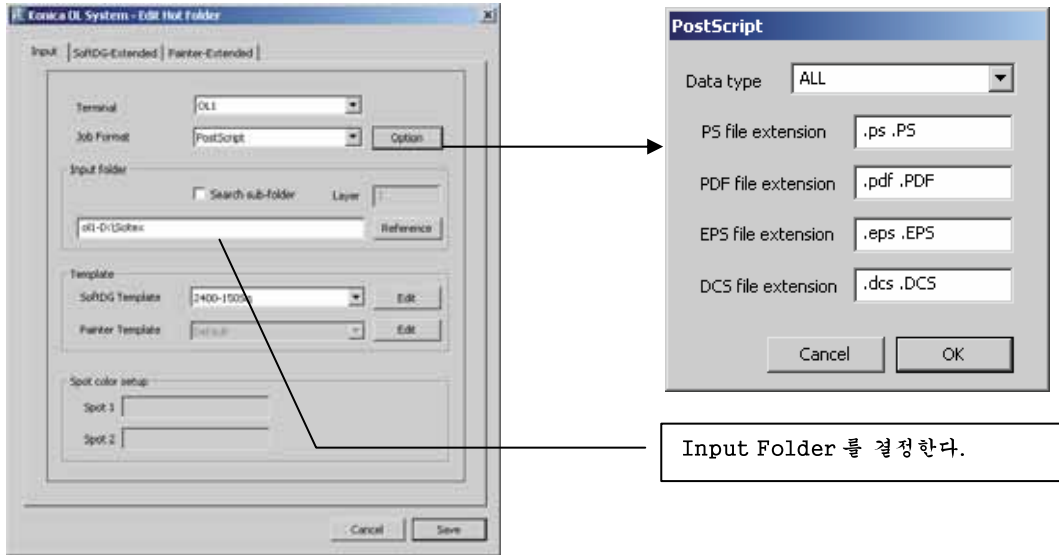 Konica OL System - Edit Hot Folder
Input SoftDG-Extended Painter-Extended
Terminal OL1
Job Format PostScript Option
Input folder
Search sub-folder Layer
Reference
Template
SoftDG Template Edit
Painter Template Default Edit
Spot color setup
Spot 1
Spot 2
Cancel Save
PostScript
Data type ALL
PS file extension .ps .PS
PDF file extension .pdf .PDF
EPS file extension .eps .EPS
DCS file extension .dcs .DCS
Cancel OK
Input Folder 를 결정한다.